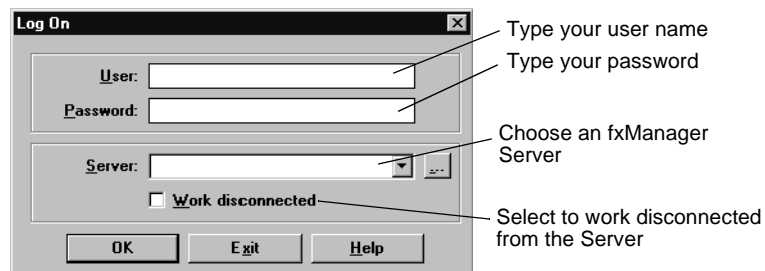 Log On
User:
Type your user name
Password:
Type your password
Server:
...
Choose an fxManager
Server
Work disconnected
Select to work disconnected
from the Server
OK
Exit
Help